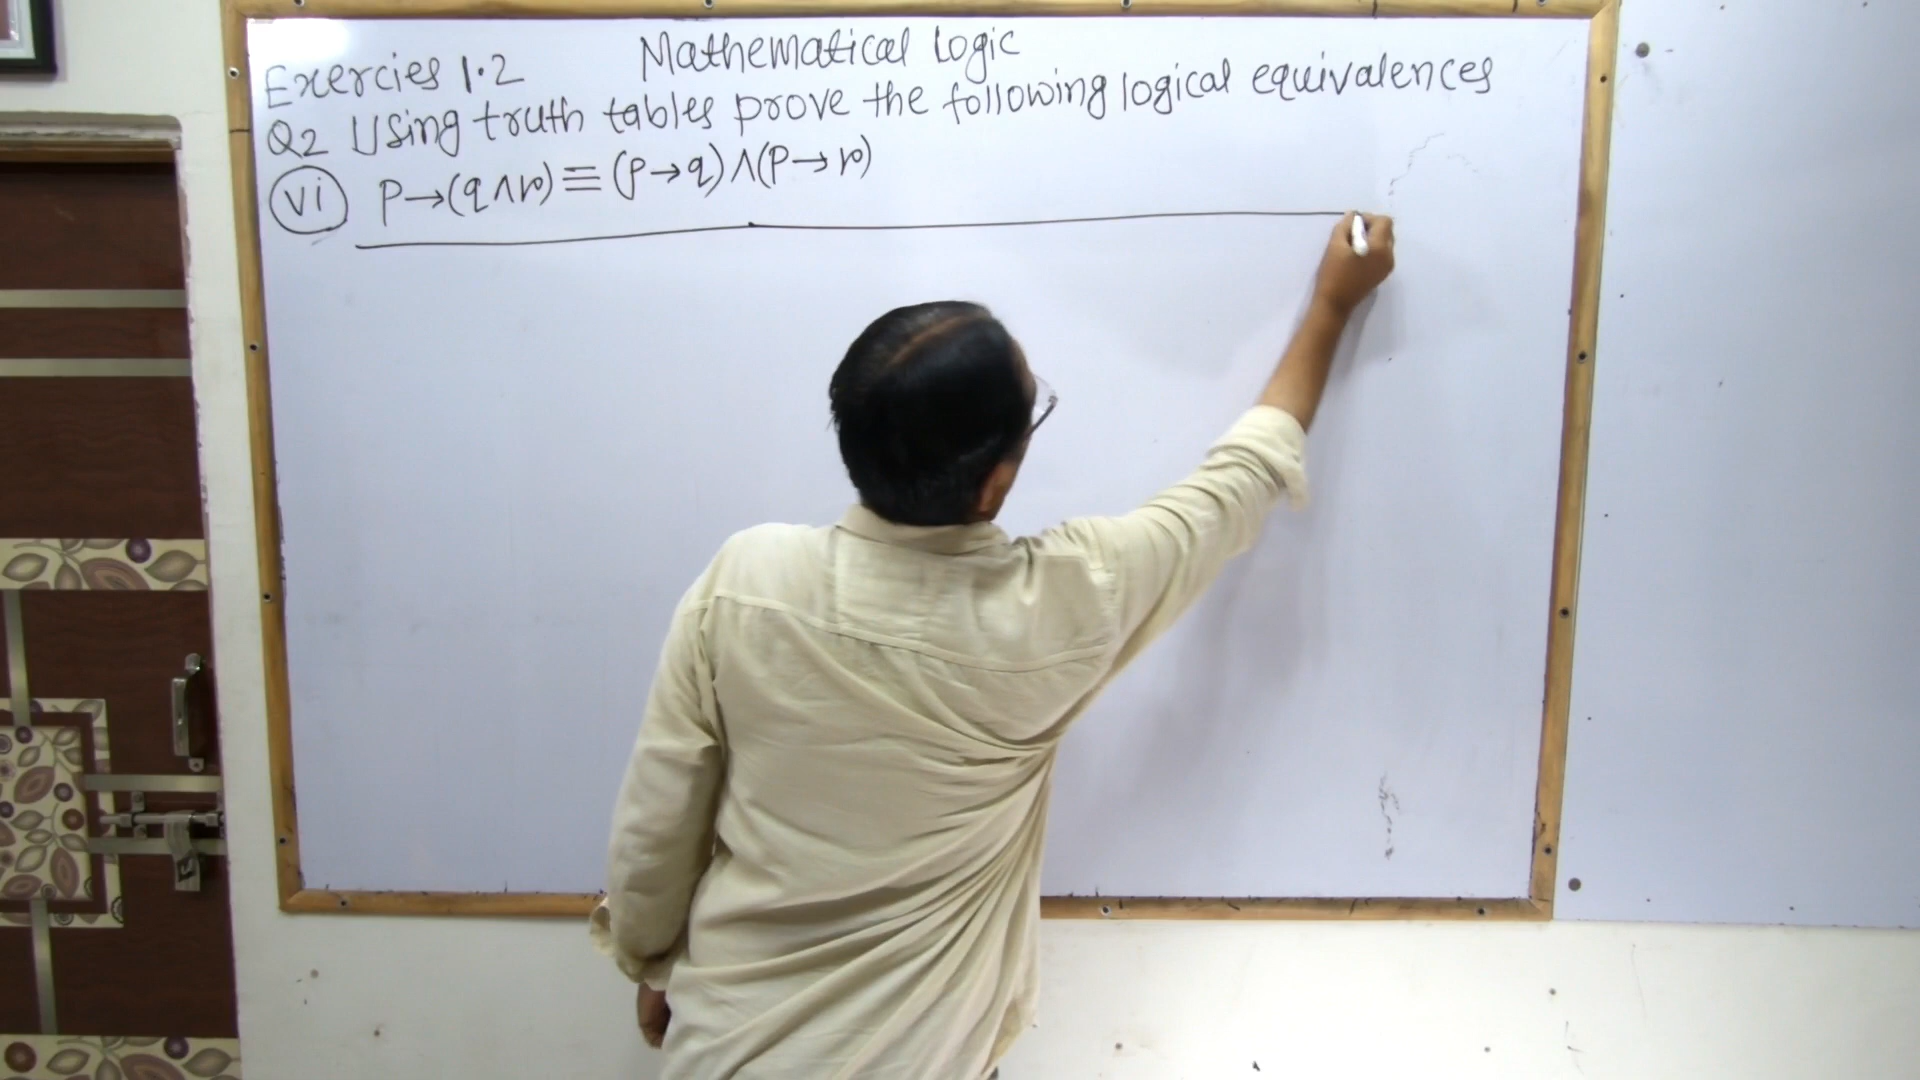 Mathematical Logic
Exercies 1.2
Q2 Using truth tables prove the following logical equivalences
(vi) p→(q∧r)≡(p→q)∧(p→r)